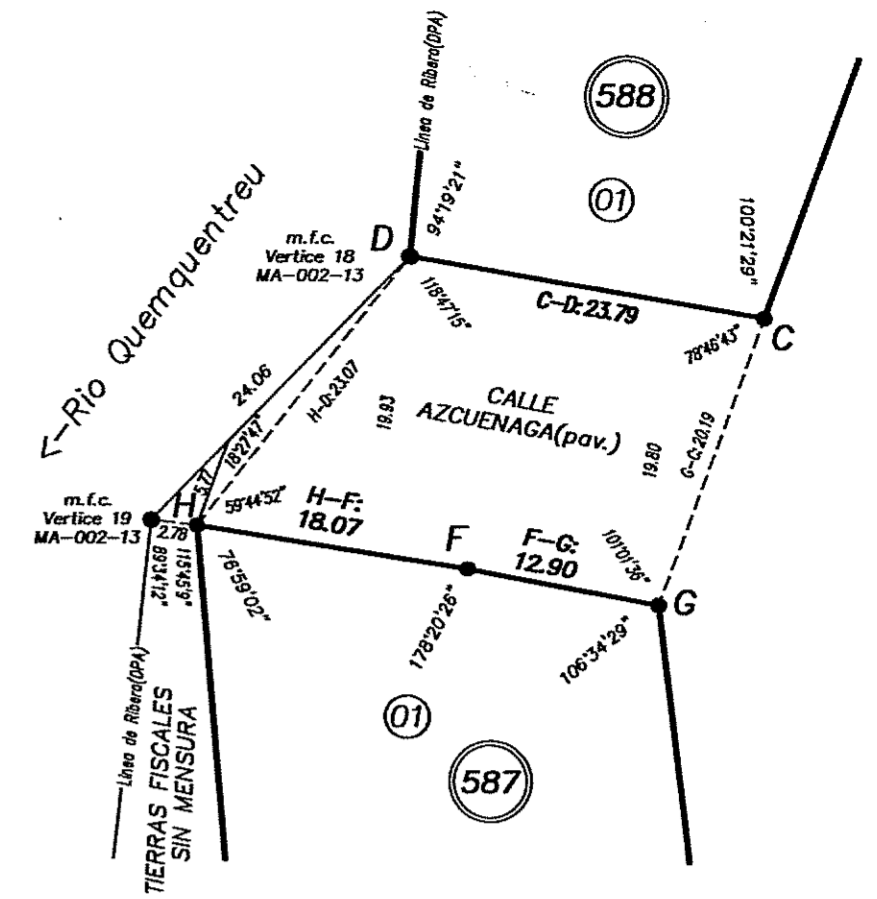 Línea de Ribera(DPA)
588
01
94°19'21"
100°21'29"
D
m.f.c.
Vertice 18
MA-002-13
118°47'15"
C-D:23.79
78°46'43"
C
<--Rio Quemquentreu
24.06
H-D:23.07
19.93
CALLE
AZCUENAGA(pav.)
19.80
G-C:20.19
18°27'47"
5.77
H
59°44'52"
H-F:
18.07
m.f.c.
Vertice 19
MA-002-13
2.78
F
F-G:
12.90
101°01'36"
G
89°34'12"
115°45'9"
76°59'02"
178°20'26"
106°34'29"
Línea de Ribera(DPA)
TIERRAS FISCALES
SIN MENSURA
01
587